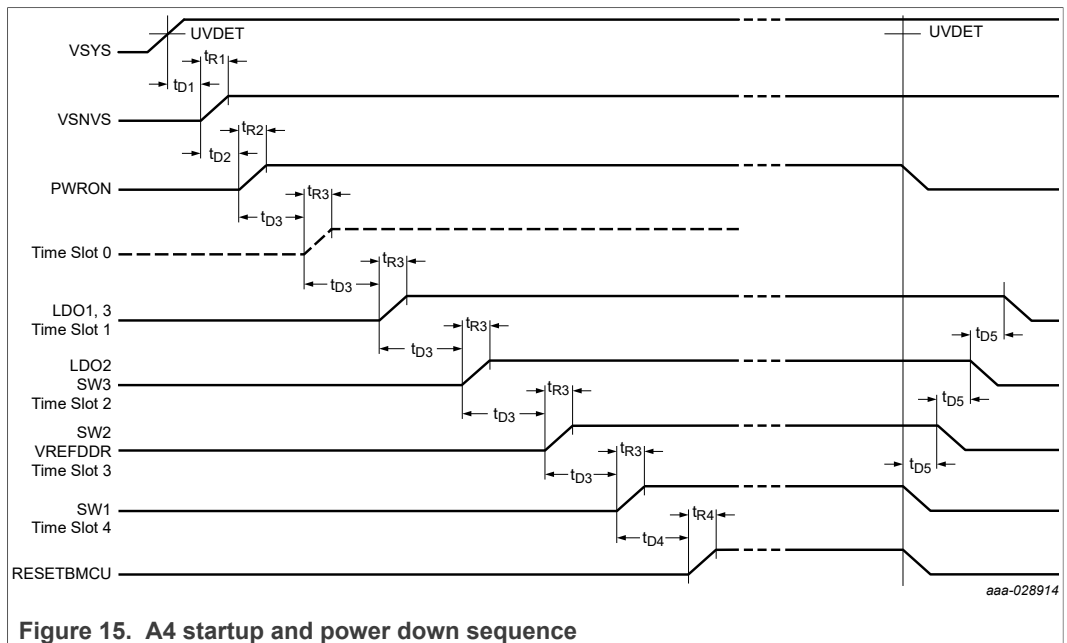 UVDET
UVDET
VSYS
tR1
tD1
VSNVS
tR2
tD2
PWRON
tR3
tD3
Time Slot 0
tR3
tD3
LDO1, 3
Time Slot 1
tR3
tD3
tD5
LDO2
SW3
Time Slot 2
tR3
tD3
tD5
SW2
VREFDDR
Time Slot 3
tR3
tD3
tD5
SW1
Time Slot 4
tR4
tD4
RESETBMCU
aaa-028914
Figure 15. A4 startup and power down sequence